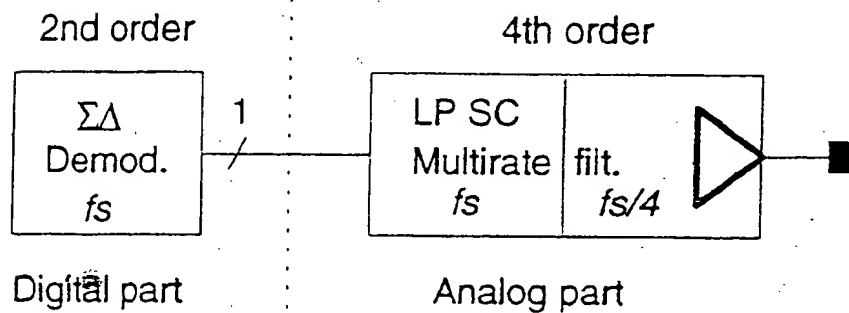 2nd order
4th order
ΣΔ
Demod.
fs
1
LP SC
Multirate filt.
fs
fs/4
Digital part
Analog part